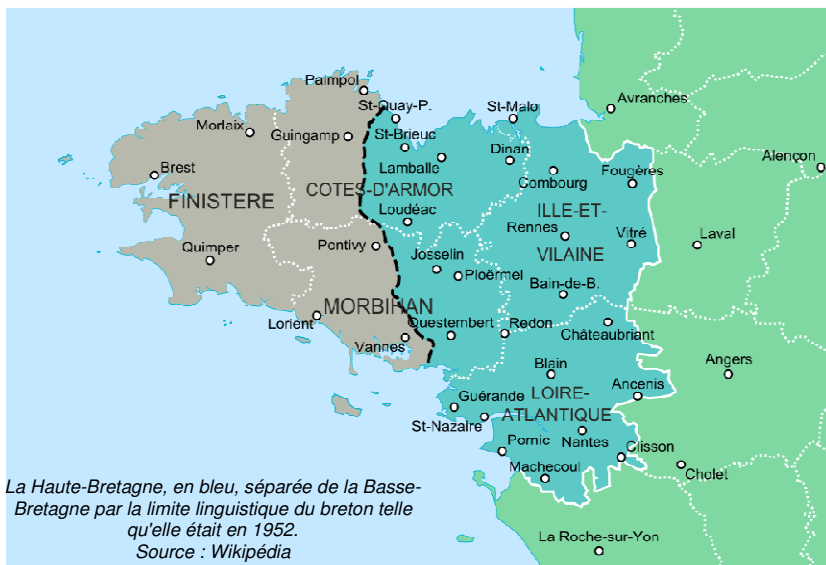 Paimpol
St-Quay-P.
St-Malo
Avranches
Morlaix
Guingamp
St-Brieuc
Dinan
Alençon
Brest
Lamballe
Combourg
Fougères
FINISTERE
COTES-D'ARMOR
Loudéac
ILLE-ET-
VILAINE
Rennes
Vitré
Laval
Quimper
Pontivy
Josselin
Ploërmel
Bain-de-B.
MORBIHAN
Lorient
Questembert
Redon
Châteaubriant
Vannes
Blain
Angers
Guérande
LOIRE-
ATLANTIQUE
Ancenis
St-Nazaire
Pornic
Nantes
Clisson
Machecoul
Cholet
La Haute-Bretagne, en bleu, séparée de la Basse-
Bretagne par la limite linguistique du breton telle
qu'elle était en 1952.
Source : Wikipédia
La Roche-sur-Yon